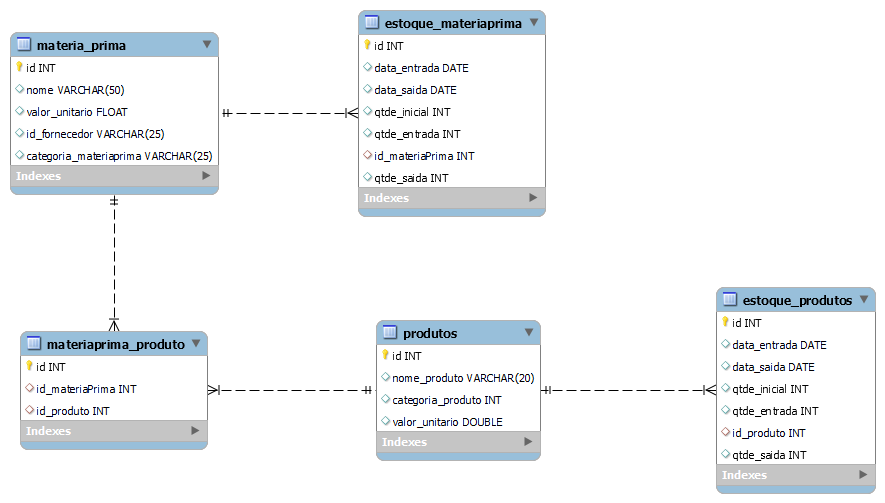 materia_prima
id INT
nome VARCHAR(50)
valor_unitario FLOAT
id_fornecedor VARCHAR(25)
categoria_materiaprima VARCHAR(25)
Indexes
estoque_materiaprima
id INT
data_entrada DATE
data_saida DATE
qtde_inicial INT
qtde_entrada INT
id_materiaPrima INT
qtde_saida INT
Indexes
materiaprima_produto
id INT
id_materiaPrima INT
id_produto INT
Indexes
produtos
id INT
nome_produto VARCHAR(20)
categoria_produto INT
valor_unitario DOUBLE
Indexes
estoque_produtos
id INT
data_entrada DATE
data_saida DATE
qtde_inicial INT
qtde_entrada INT
id_produto INT
qtde_saida INT
Indexes